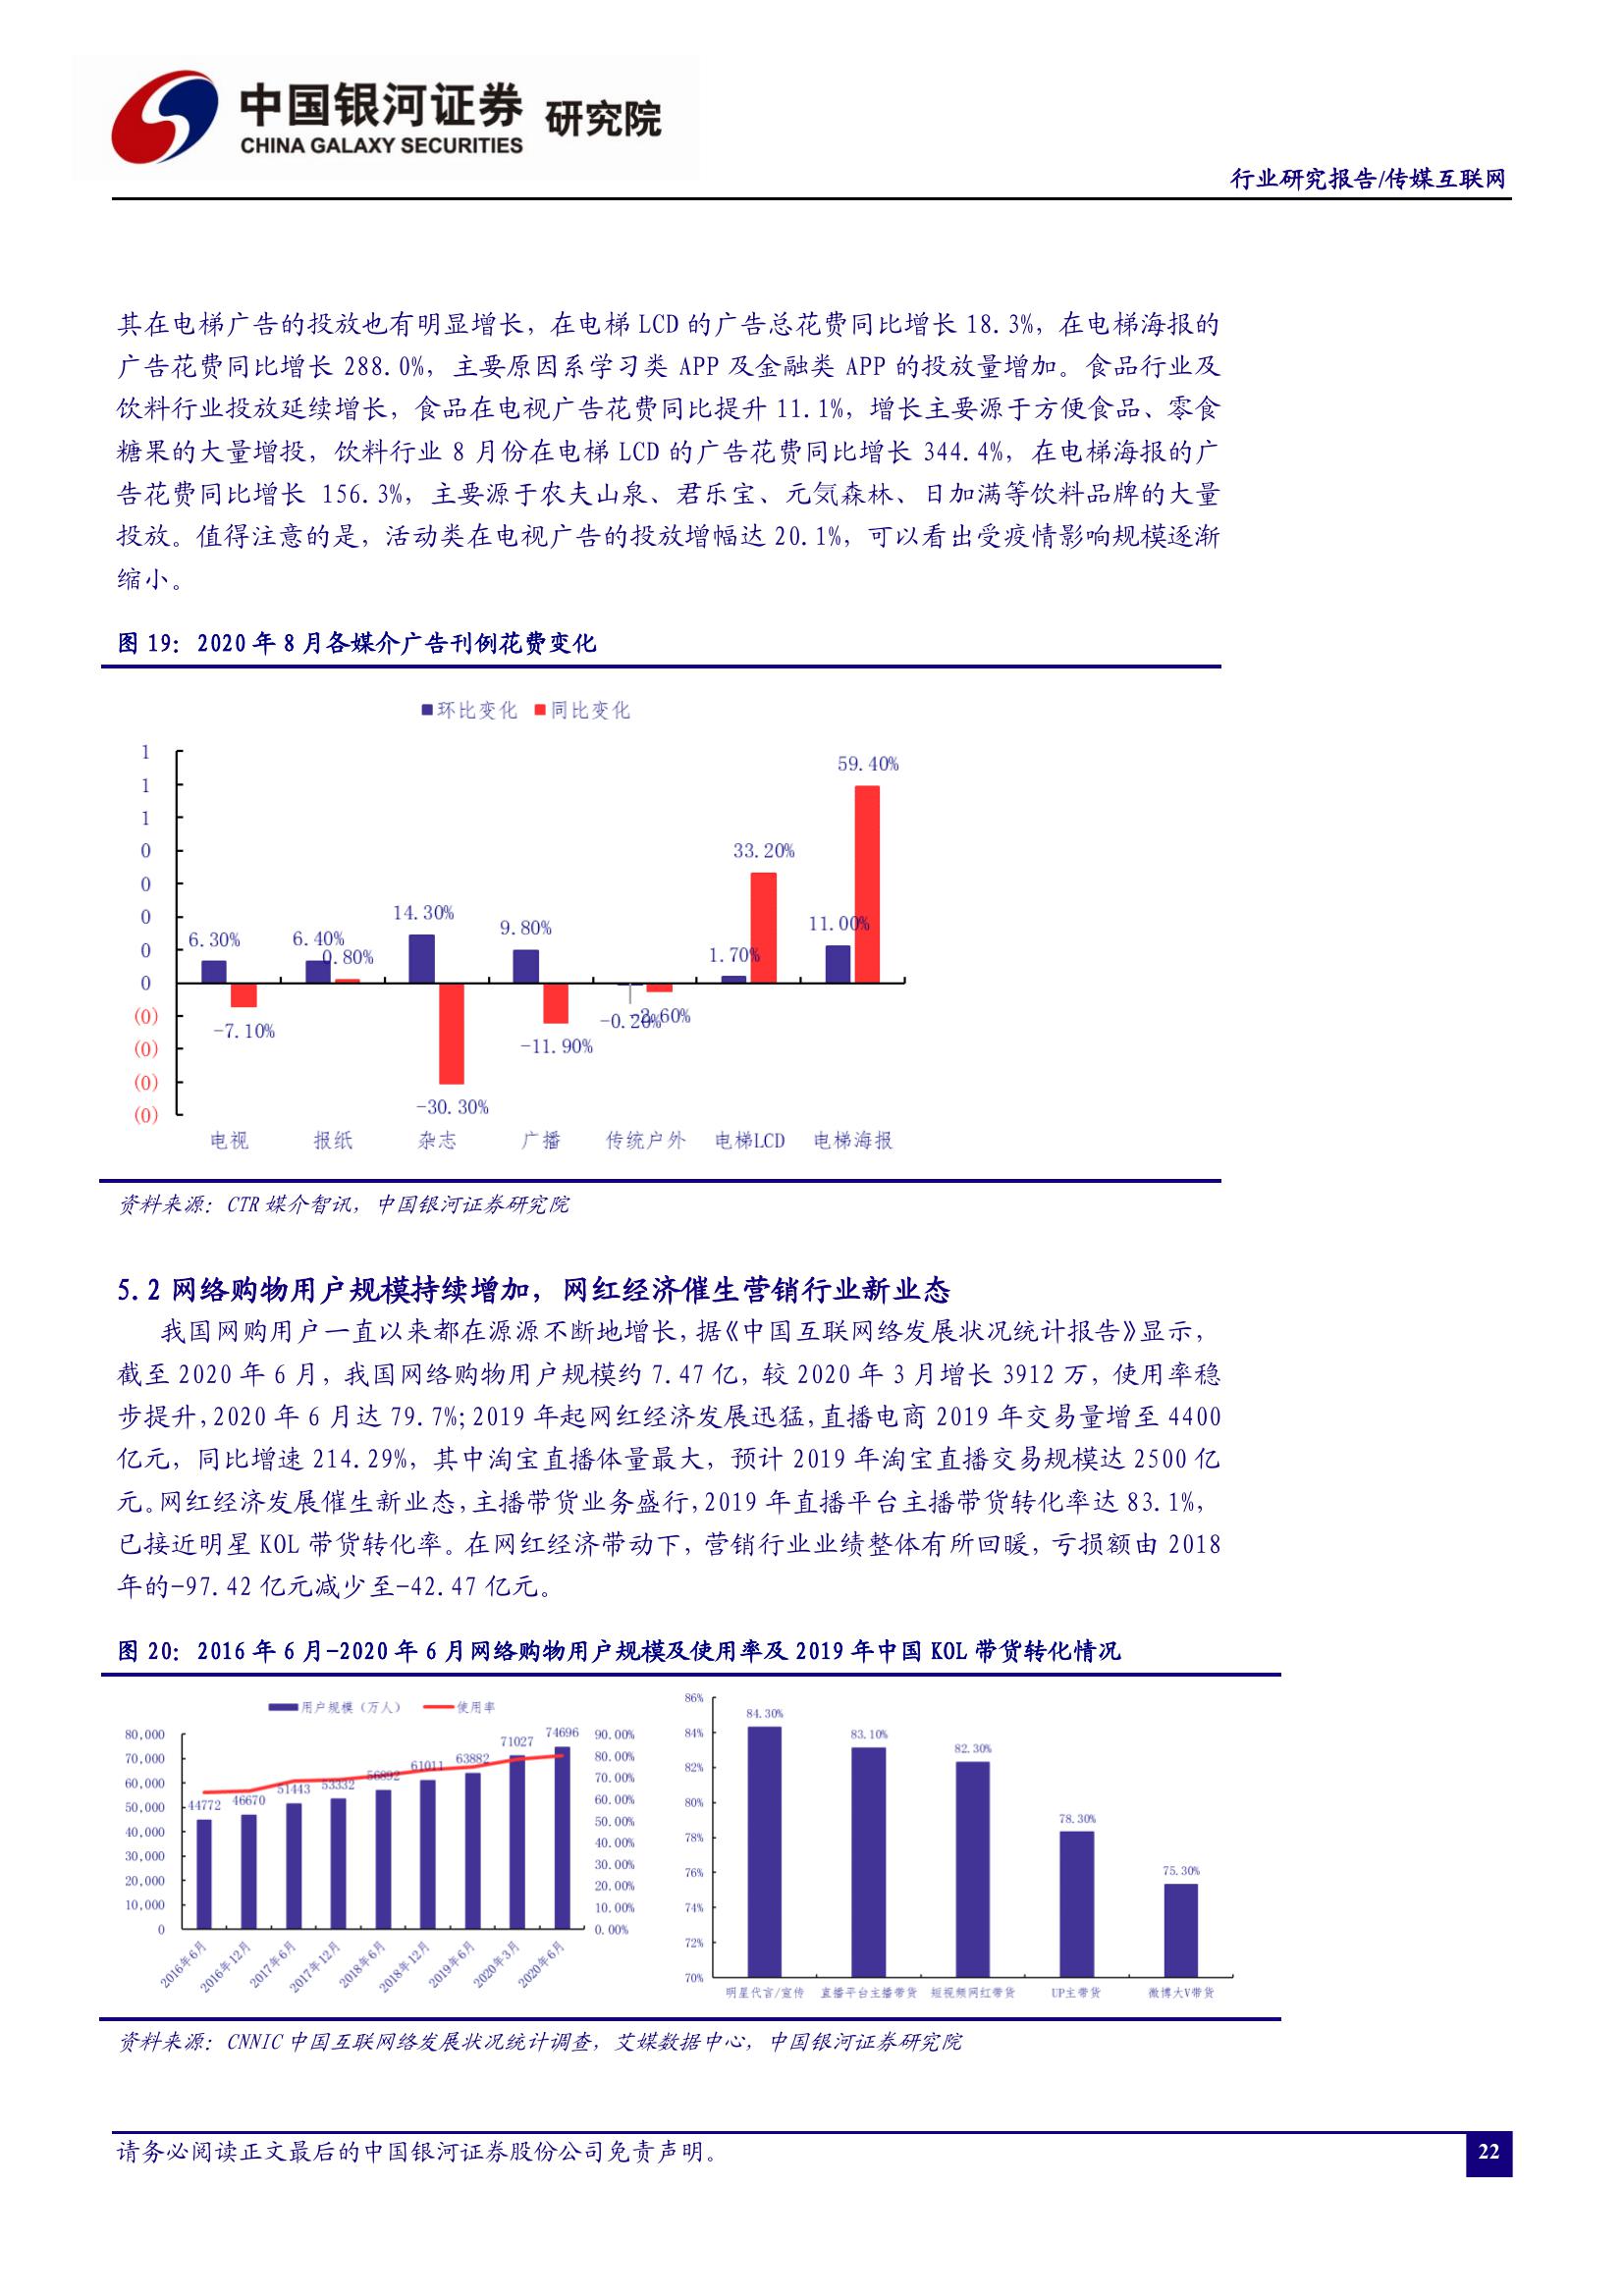 中国银河证券 研究院
CHINA GALAXY SECURITIES
行业研究报告/传媒互联网
其在电梯广告的投放也有明显增长，在电梯 LCD 的广告总花费同比增长 18.3%，在电梯海报的
广告花费同比增长 288.0%，主要原因系学习类 APP 及金融类 APP 的投放量增加。食品行业及
饮料行业投放延续增长，食品在电视广告花费同比提升 11.1%，增长主要源于方便食品、零食
糖果的大量增投，饮料行业 8 月份在电梯 LCD 的广告花费同比增长 344.4%，在电梯海报的广
告花费同比增长 156.3%，主要源于农夫山泉、君乐宝、元気森林、日加满等饮料品牌的大量
投放。值得注意的是，活动类在电视广告的投放增幅达 20.1%，可以看出受疫情影响规模逐渐
缩小。
图 19：2020 年 8 月各媒介广告刊例花费变化
环比变化 同比变化
1
1
1
0
0
0
0
0
(0)
(0)
(0)
(0)
6.30%
-7.10%
6.40%
0.80%
14.30%
-30.30%
9.80%
-11.90%
-0.20%
-2.60%
1.70%
33.20%
11.00%
59.40%
电视 报纸 杂志 广播 传统户外 电梯LCD 电梯海报
资料来源：CTR 媒介智讯，中国银河证券研究院
5.2 网络购物用户规模持续增加，网红经济催生营销行业新业态
我国网购用户一直以来都在源源不断地增长，据《中国互联网络发展状况统计报告》显示，
截至 2020 年 6 月，我国网络购物用户规模约 7.47 亿，较 2020 年 3 月增长 3912 万，使用率稳
步提升，2020 年 6 月达 79.7%；2019 年起网红经济发展迅猛，直播电商 2019 年交易量增至 4400
亿元，同比增速 214.29%，其中淘宝直播体量最大，预计 2019 年淘宝直播交易规模达 2500 亿
元。网红经济发展催生新业态，主播带货业务盛行，2019 年直播平台主播带货转化率达 83.1%，
已接近明星 KOL 带货转化率。在网红经济带动下，营销行业业绩整体有所回暖，亏损额由 2018
年的-97.42 亿元减少至-42.47 亿元。
图 20：2016 年 6 月-2020 年 6 月网络购物用户规模及使用率及 2019 年中国 KOL 带货转化情况
用户规模（万人） 使用率
80,000
70,000
60,000
50,000
40,000
30,000
20,000
10,000
0
44772
46670
51443
53332
56892
61011
63882
71027
74696
90.00%
80.00%
70.00%
60.00%
50.00%
40.00%
30.00%
20.00%
10.00%
0.00%
2016年6月 2016年12月 2017年6月 2017年12月 2018年6月 2018年12月 2019年6月 2020年3月 2020年6月
86%
84%
82%
80%
78%
76%
74%
72%
70%
84.30%
83.10%
82.30%
78.30%
75.30%
明星代言/宣传 直播平台主播带货 短视频网红带货 UP主带货 微博大V带货
资料来源：CNNIC 中国互联网络发展状况统计调查，艾媒数据中心，中国银河证券研究院
请务必阅读正文最后的中国银河证券股份公司免责声明。
22